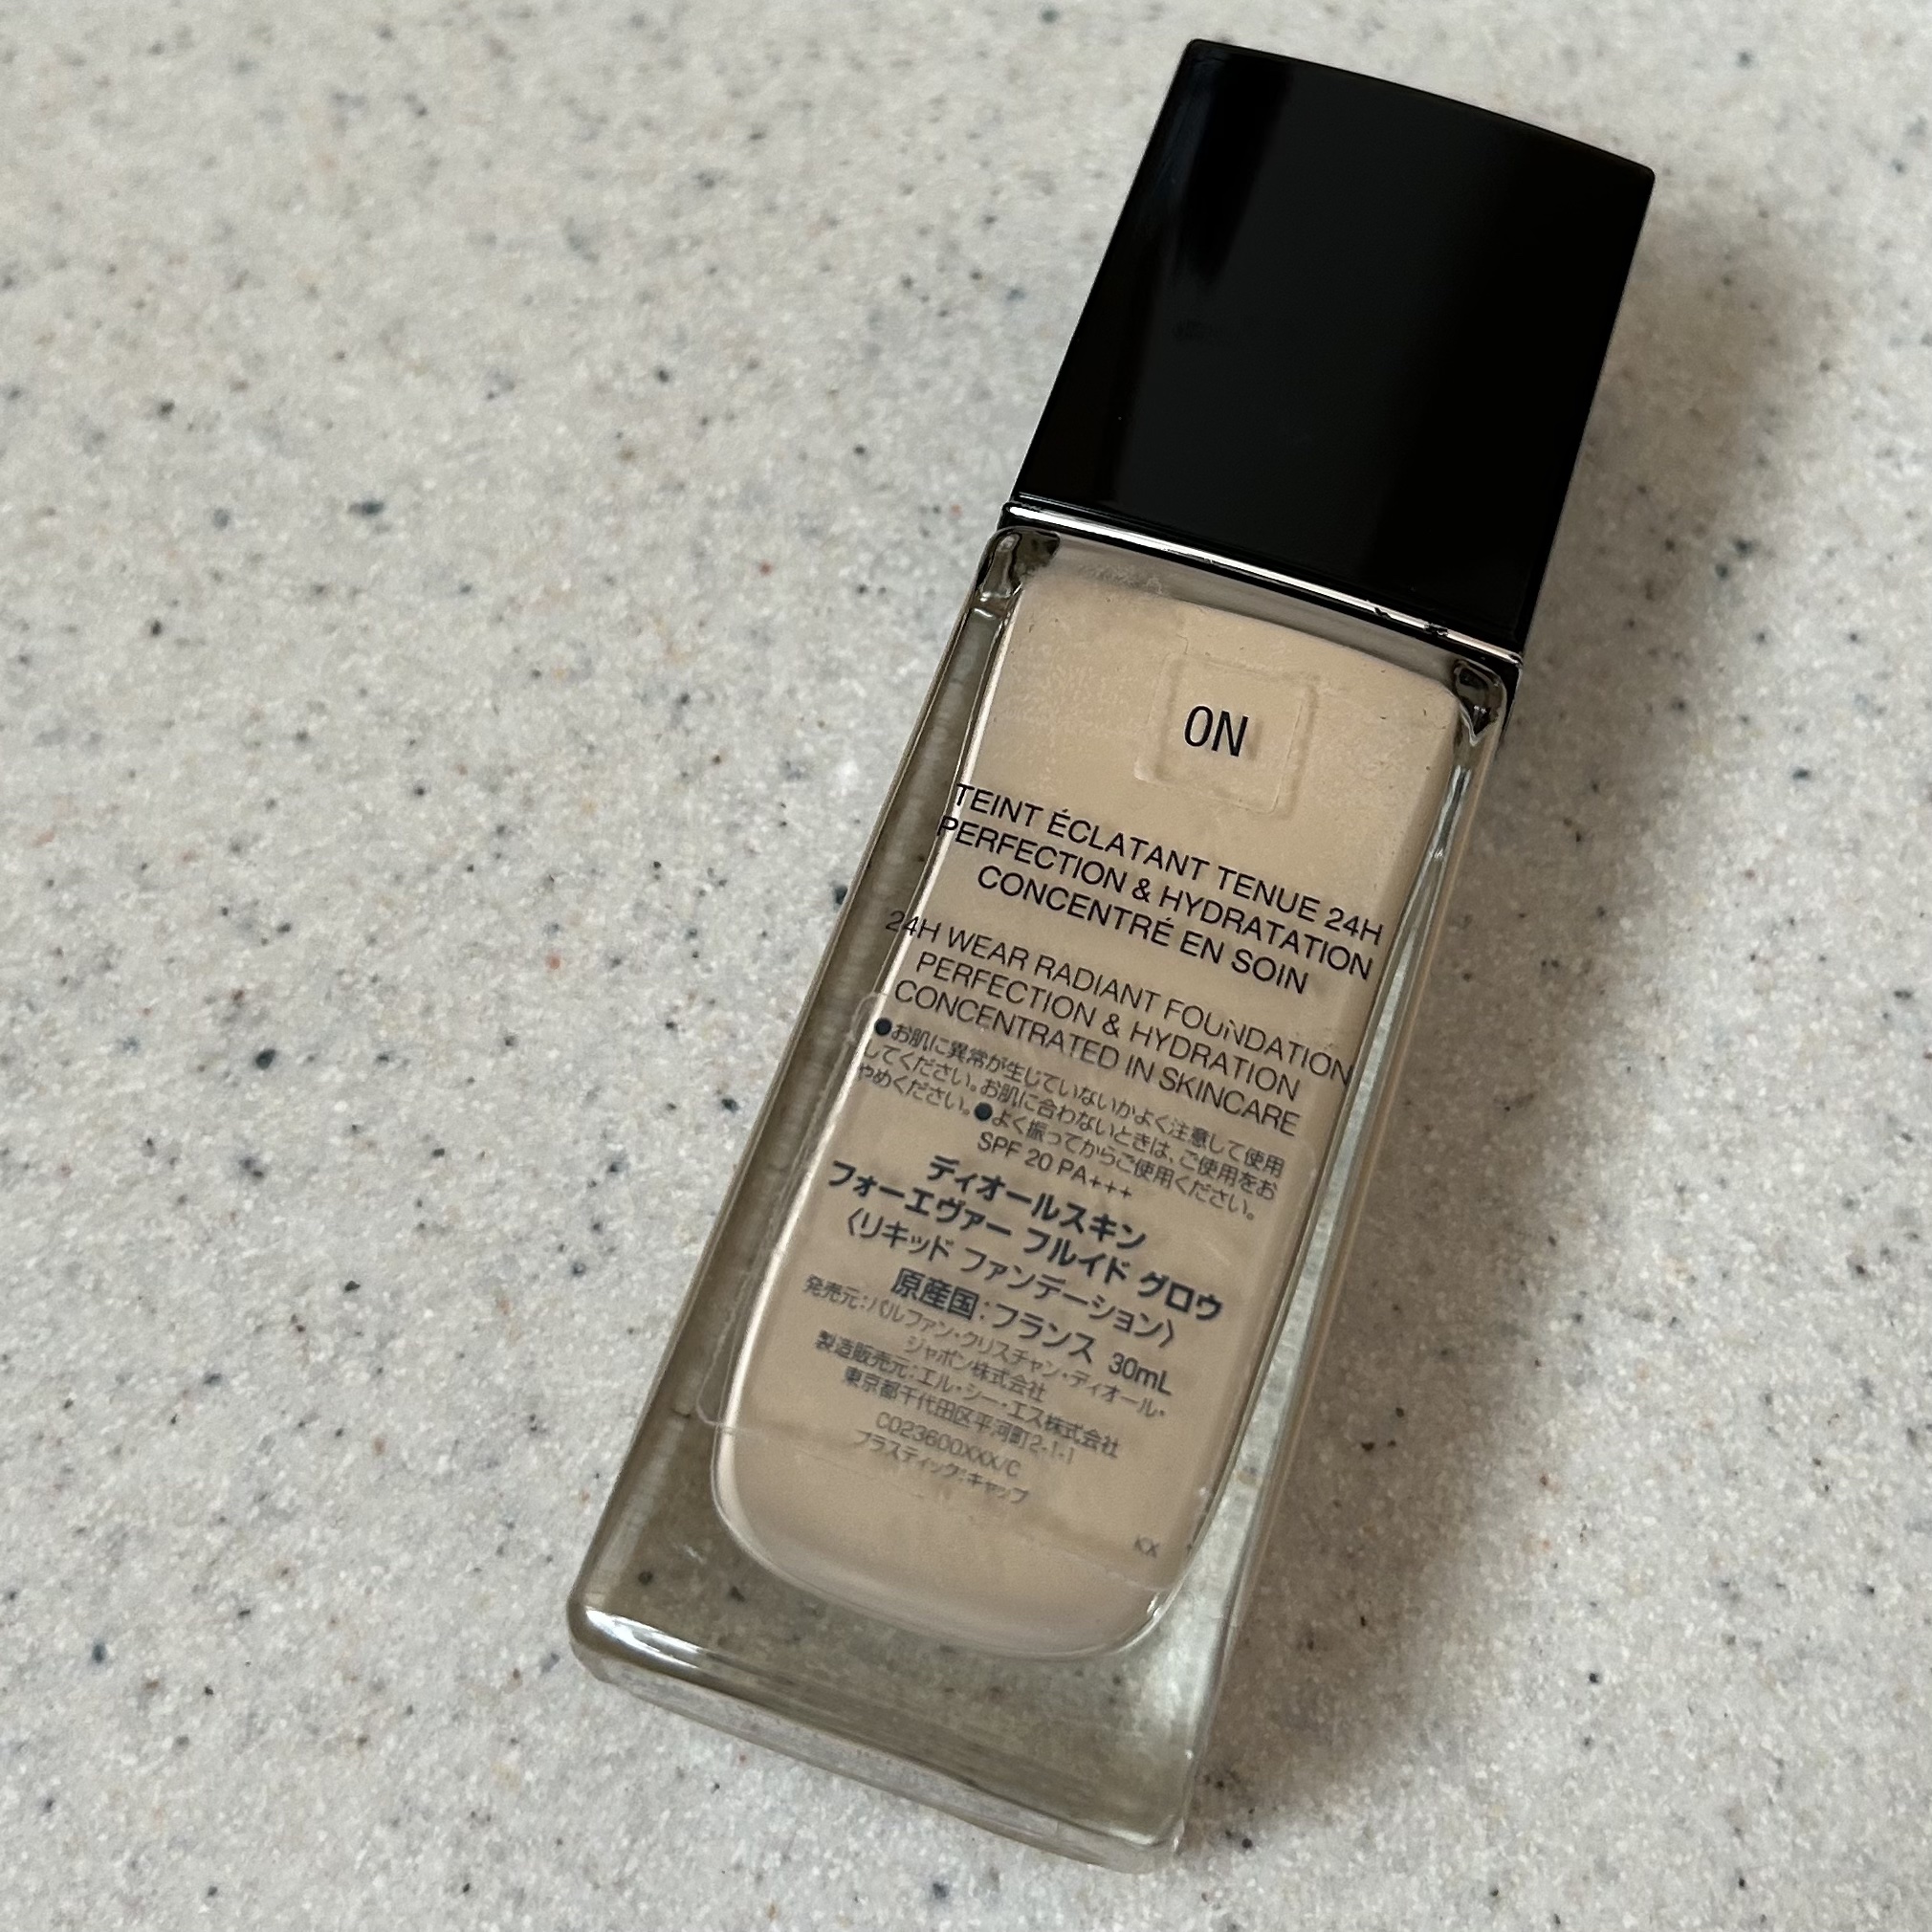 0N
TEINT ÉCLATANT TENUE 24H
PERFECTION & HYDRATATION
CONCENTRÉ EN SOIN
24H WEAR RADIANT FOUNDATION
PERFECTION & HYDRATION
CONCENTRATED IN SKINCARE
●お肌に異常が生じていないかよく注意して使用
してください。お肌に合わないときは、ご使用をお
やめください。●よく振ってからご使用ください。
SPF 20 PA+++
ディオールスキン
フォーエヴァー フルイド グロウ
〈リキッド ファンデーション〉
原産国:フランス 30mL
発売元:パルファン・クリスチャン・ディオール・
ジャポン株式会社
製造販売元:エル・シー・エス株式会社
東京都千代田区平河町2-1-1
C023600XXX/C
プラスティック:キャップ
KX